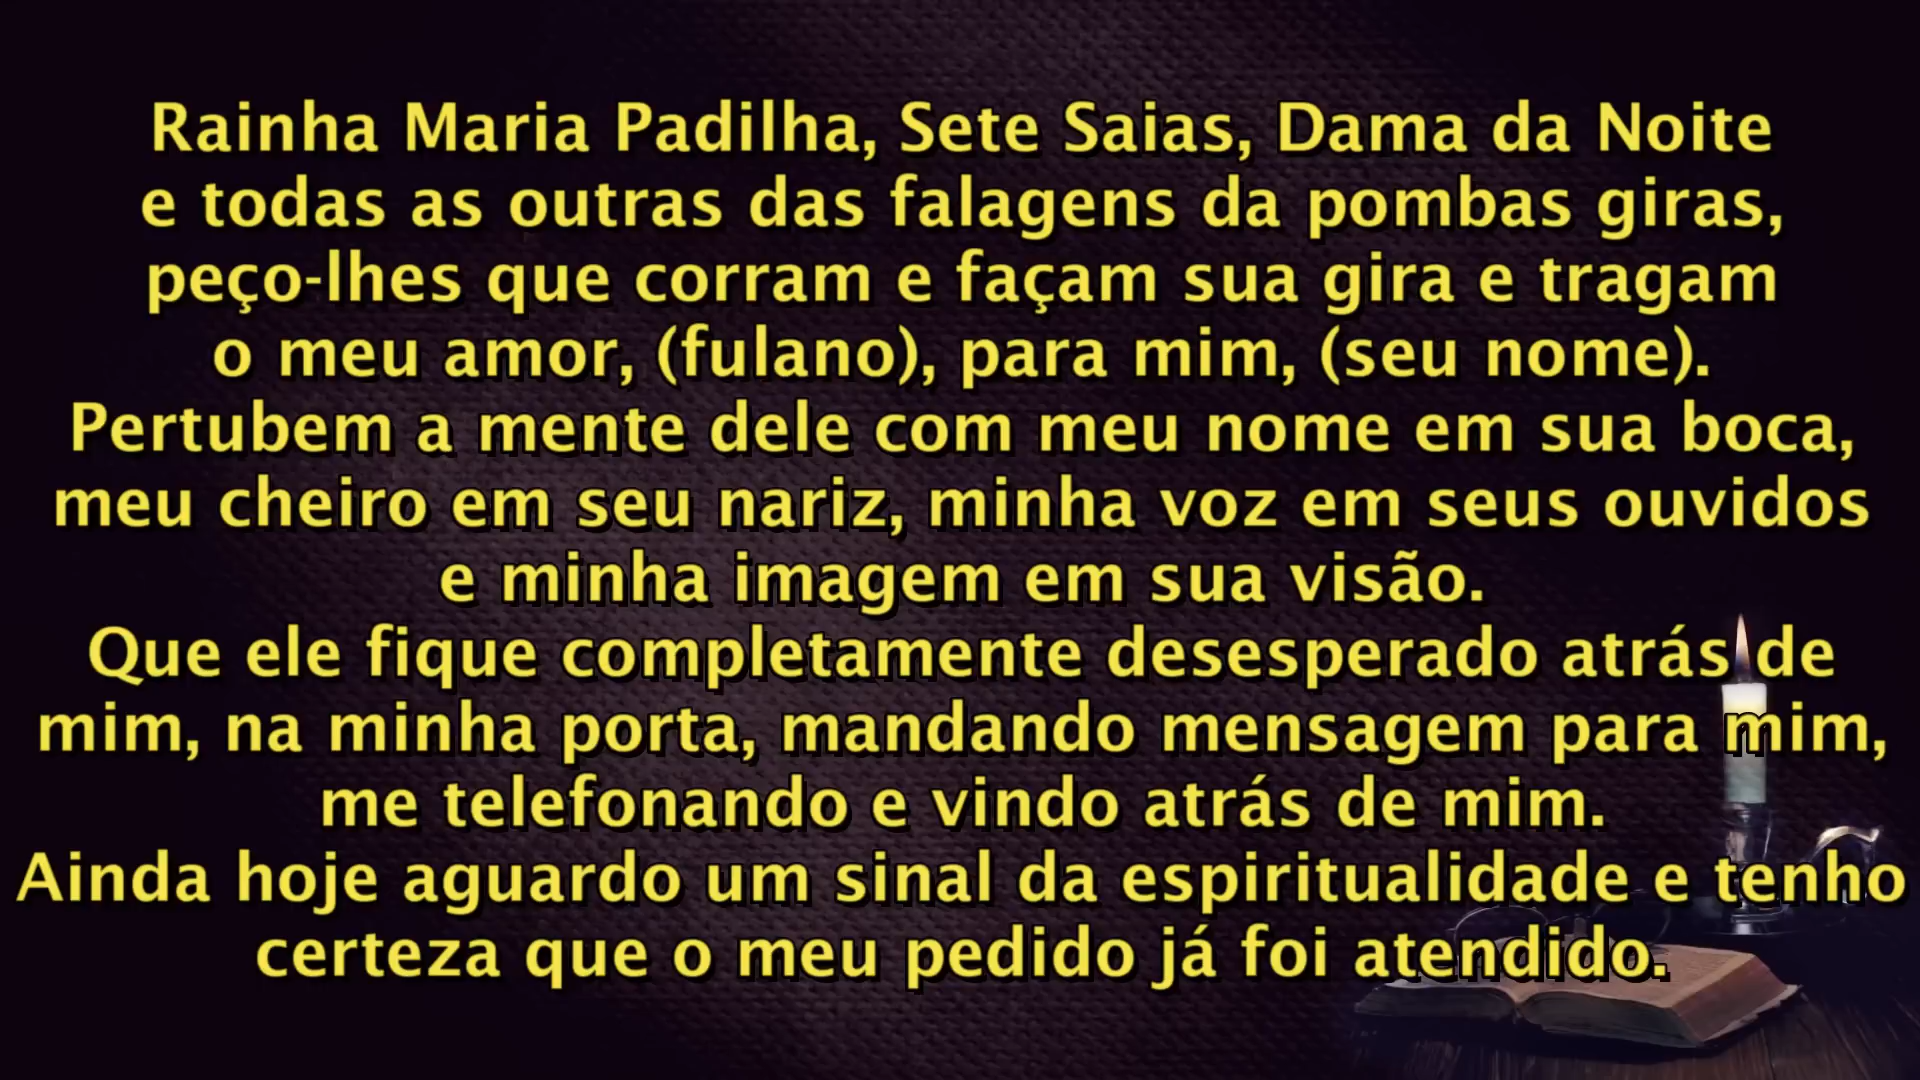 Rainha Maria Padilha, Sete Saias, Dama da Noite
e todas as outras das falagens da pombas giras,
peço-lhes que corram e façam sua gira e tragam
o meu amor, (fulano), para mim, (seu nome).
Pertubem a mente dele com meu nome em sua boca,
meu cheiro em seu nariz, minha voz em seus ouvidos
e minha imagem em sua visão.
Que ele fique completamente desesperado atrás de
mim, na minha porta, mandando mensagem para mim,
me telefonando e vindo atrás de mim.
Ainda hoje aguardo um sinal da espiritualidade e tenho
certeza que o meu pedido já foi atendido.